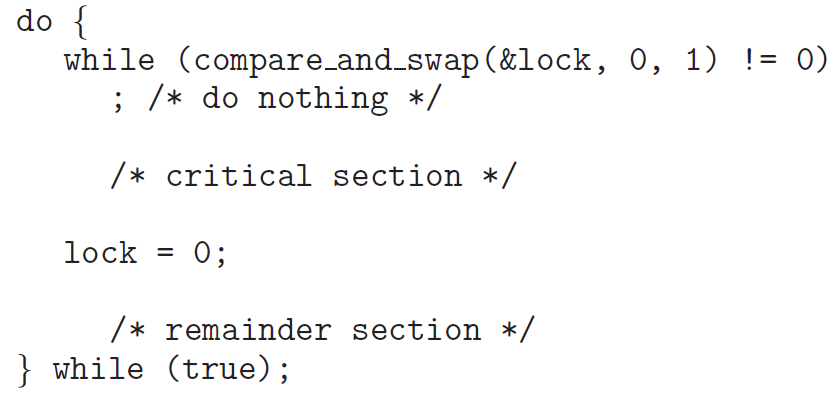 do {
while (compare_and_swap(&lock, 0, 1) != 0)
; /* do nothing */
/* critical section */
lock = 0;
/* remainder section */
} while (true);